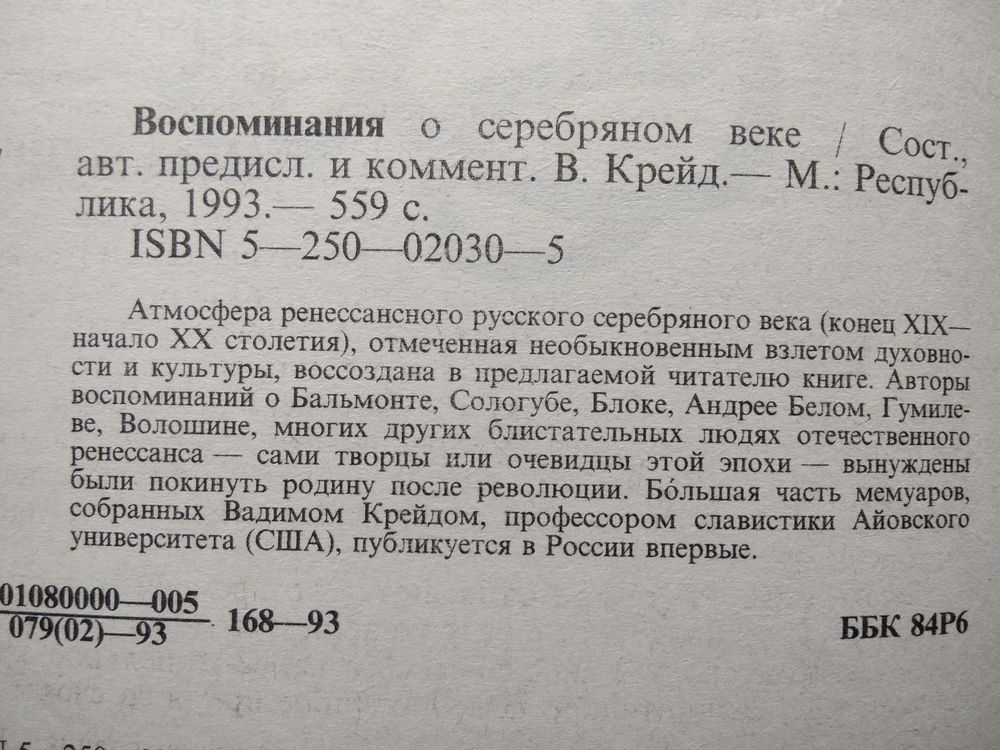 Воспоминания о серебряном веке / Сост.,
авт. предисл. и коммент. В. Крейд.— М.: Респуб-
лика, 1993.— 559 с.
ISBN 5—250—02030—5
Атмосфера ренессансного русского серебряного века (конец XIX—
начало XX столетия), отмеченная необыкновенным взлетом духовно-
сти и культуры, воссоздана в предлагаемой читателю книге. Авторы
воспоминаний о Бальмонте, Сологубе, Блоке, Андрее Белом, Гумиле-
ве, Волошине, многих других блистательных людях отечественного
ренессанса — сами творцы или очевидцы этой эпохи — вынуждены
были покинуть родину после революции. Бо́льшая часть мемуаров,
собранных Вадимом Крейдом, профессором славистики Айовского
университета (США), публикуется в России впервые.
01080000—005
079(02)—93
168—93
ББК 84Р6